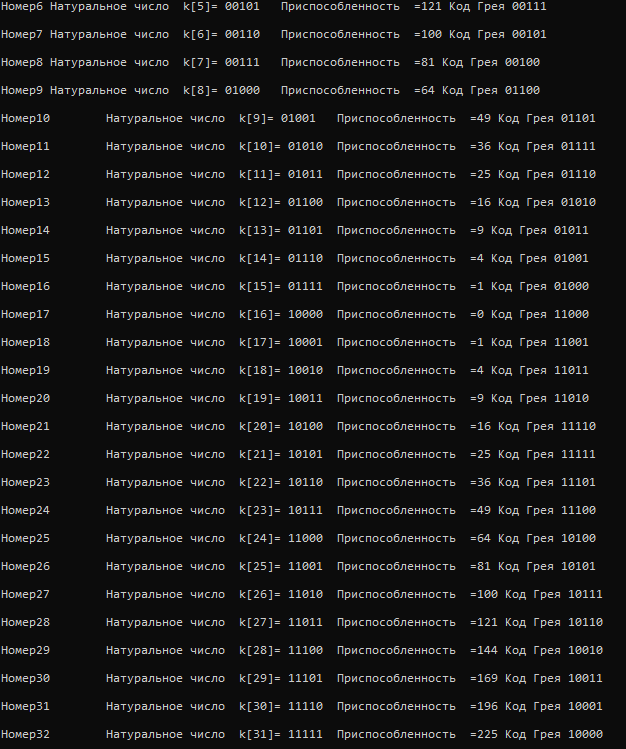 Номер6 Натуральное число k[5]= 00101 Приспособленность =121 Код Грея 00111
Номер7 Натуральное число k[6]= 00110 Приспособленность =100 Код Грея 00101
Номер8 Натуральное число k[7]= 00111 Приспособленность =81 Код Грея 00100
Номер9 Натуральное число k[8]= 01000 Приспособленность =64 Код Грея 01100
Номер10 Натуральное число k[9]= 01001 Приспособленность =49 Код Грея 01101
Номер11 Натуральное число k[10]= 01010 Приспособленность =36 Код Грея 01111
Номер12 Натуральное число k[11]= 01011 Приспособленность =25 Код Грея 01110
Номер13 Натуральное число k[12]= 01100 Приспособленность =16 Код Грея 01010
Номер14 Натуральное число k[13]= 01101 Приспособленность =9 Код Грея 01011
Номер15 Натуральное число k[14]= 01110 Приспособленность =4 Код Грея 01001
Номер16 Натуральное число k[15]= 01111 Приспособленность =1 Код Грея 01000
Номер17 Натуральное число k[16]= 10000 Приспособленность =0 Код Грея 11000
Номер18 Натуральное число k[17]= 10001 Приспособленность =1 Код Грея 11001
Номер19 Натуральное число k[18]= 10010 Приспособленность =4 Код Грея 11011
Номер20 Натуральное число k[19]= 10011 Приспособленность =9 Код Грея 11010
Номер21 Натуральное число k[20]= 10100 Приспособленность =16 Код Грея 11110
Номер22 Натуральное число k[21]= 10101 Приспособленность =25 Код Грея 11111
Номер23 Натуральное число k[22]= 10110 Приспособленность =36 Код Грея 11101
Номер24 Натуральное число k[23]= 10111 Приспособленность =49 Код Грея 11100
Номер25 Натуральное число k[24]= 11000 Приспособленность =64 Код Грея 10100
Номер26 Натуральное число k[25]= 11001 Приспособленность =81 Код Грея 10101
Номер27 Натуральное число k[26]= 11010 Приспособленность =100 Код Грея 10111
Номер28 Натуральное число k[27]= 11011 Приспособленность =121 Код Грея 10110
Номер29 Натуральное число k[28]= 11100 Приспособленность =144 Код Грея 10010
Номер30 Натуральное число k[29]= 11101 Приспособленность =169 Код Грея 10011
Номер31 Натуральное число k[30]= 11110 Приспособленность =196 Код Грея 10001
Номер32 Натуральное число k[31]= 11111 Приспособленность =225 Код Грея 10000